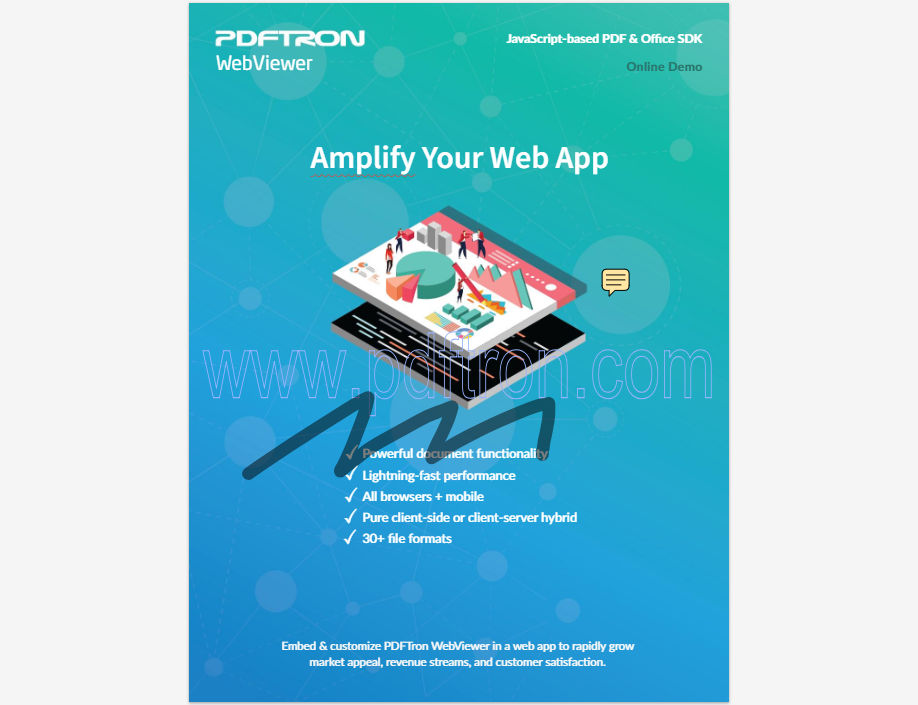 PDFTRON
WebViewer
JavaScript-based PDF & Office SDK
Online Demo
Amplify Your Web App
www.pdftron.com
✓ Powerful document functionality
✓ Lightning-fast performance
✓ All browsers + mobile
✓ Pure client-side or client-server hybrid
✓ 30+ file formats
Embed & customize PDFTron WebViewer in a web app to rapidly grow
market appeal, revenue streams, and customer satisfaction.